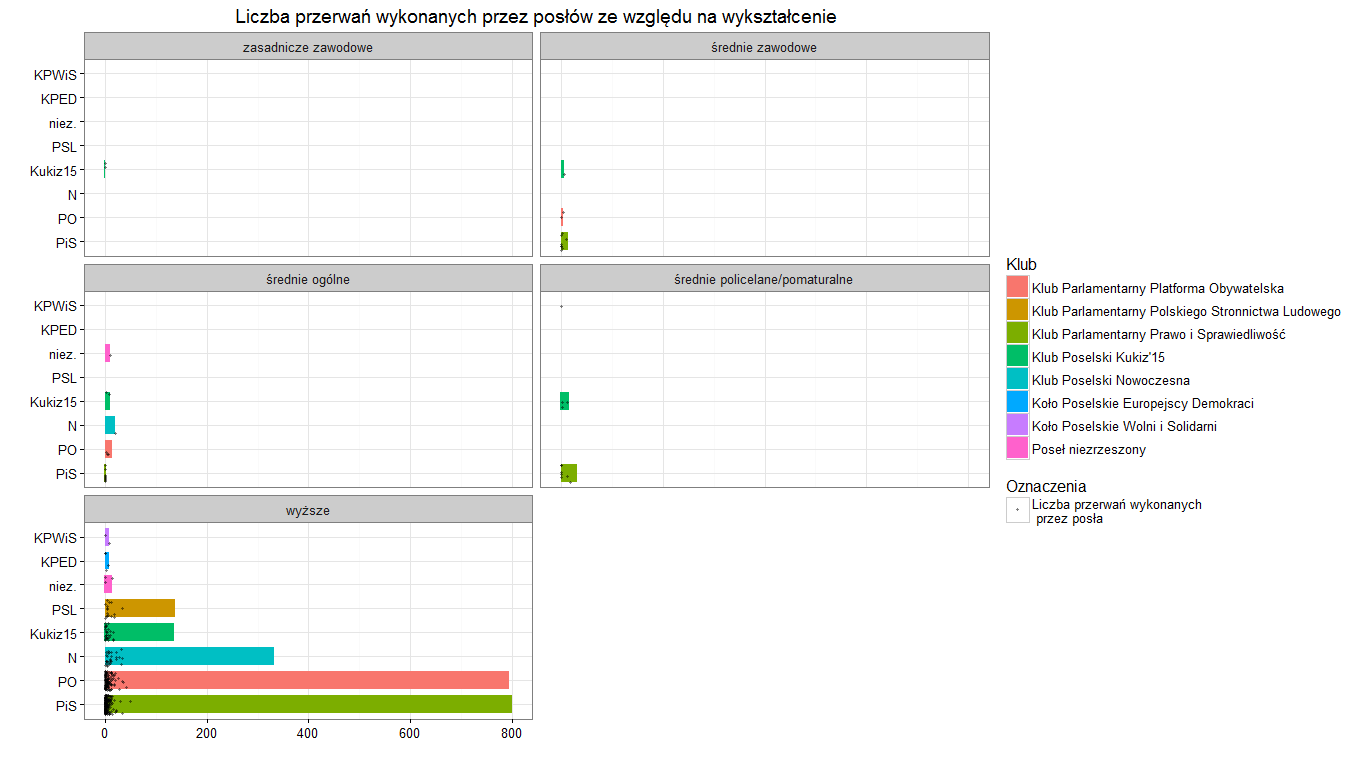 Liczba przerwań wykonanych przez posłów ze względu na wykształcenie
zasadnicze zawodowe
średnie zawodowe
KPWiS
KPED
niez.
PSL
Kukiz15
N
PO
PiS
średnie ogólne
średnie policelane/pomaturalne
KPWiS
KPED
niez.
PSL
Kukiz15
N
PO
PiS
wyższe
KPWiS
KPED
niez.
PSL
Kukiz15
N
PO
PiS
0 200 400 600 800
Klub
Klub Parlamentarny Platforma Obywatelska
Klub Parlamentarny Polskiego Stronnictwa Ludowego
Klub Parlamentarny Prawo i Sprawiedliwość
Klub Poselski Kukiz'15
Klub Poselski Nowoczesna
Koło Poselskie Europejscy Demokraci
Koło Poselskie Wolni i Solidarni
Poseł niezrzeszony
Oznaczenia
Liczba przerwań wykonanych
przez posła